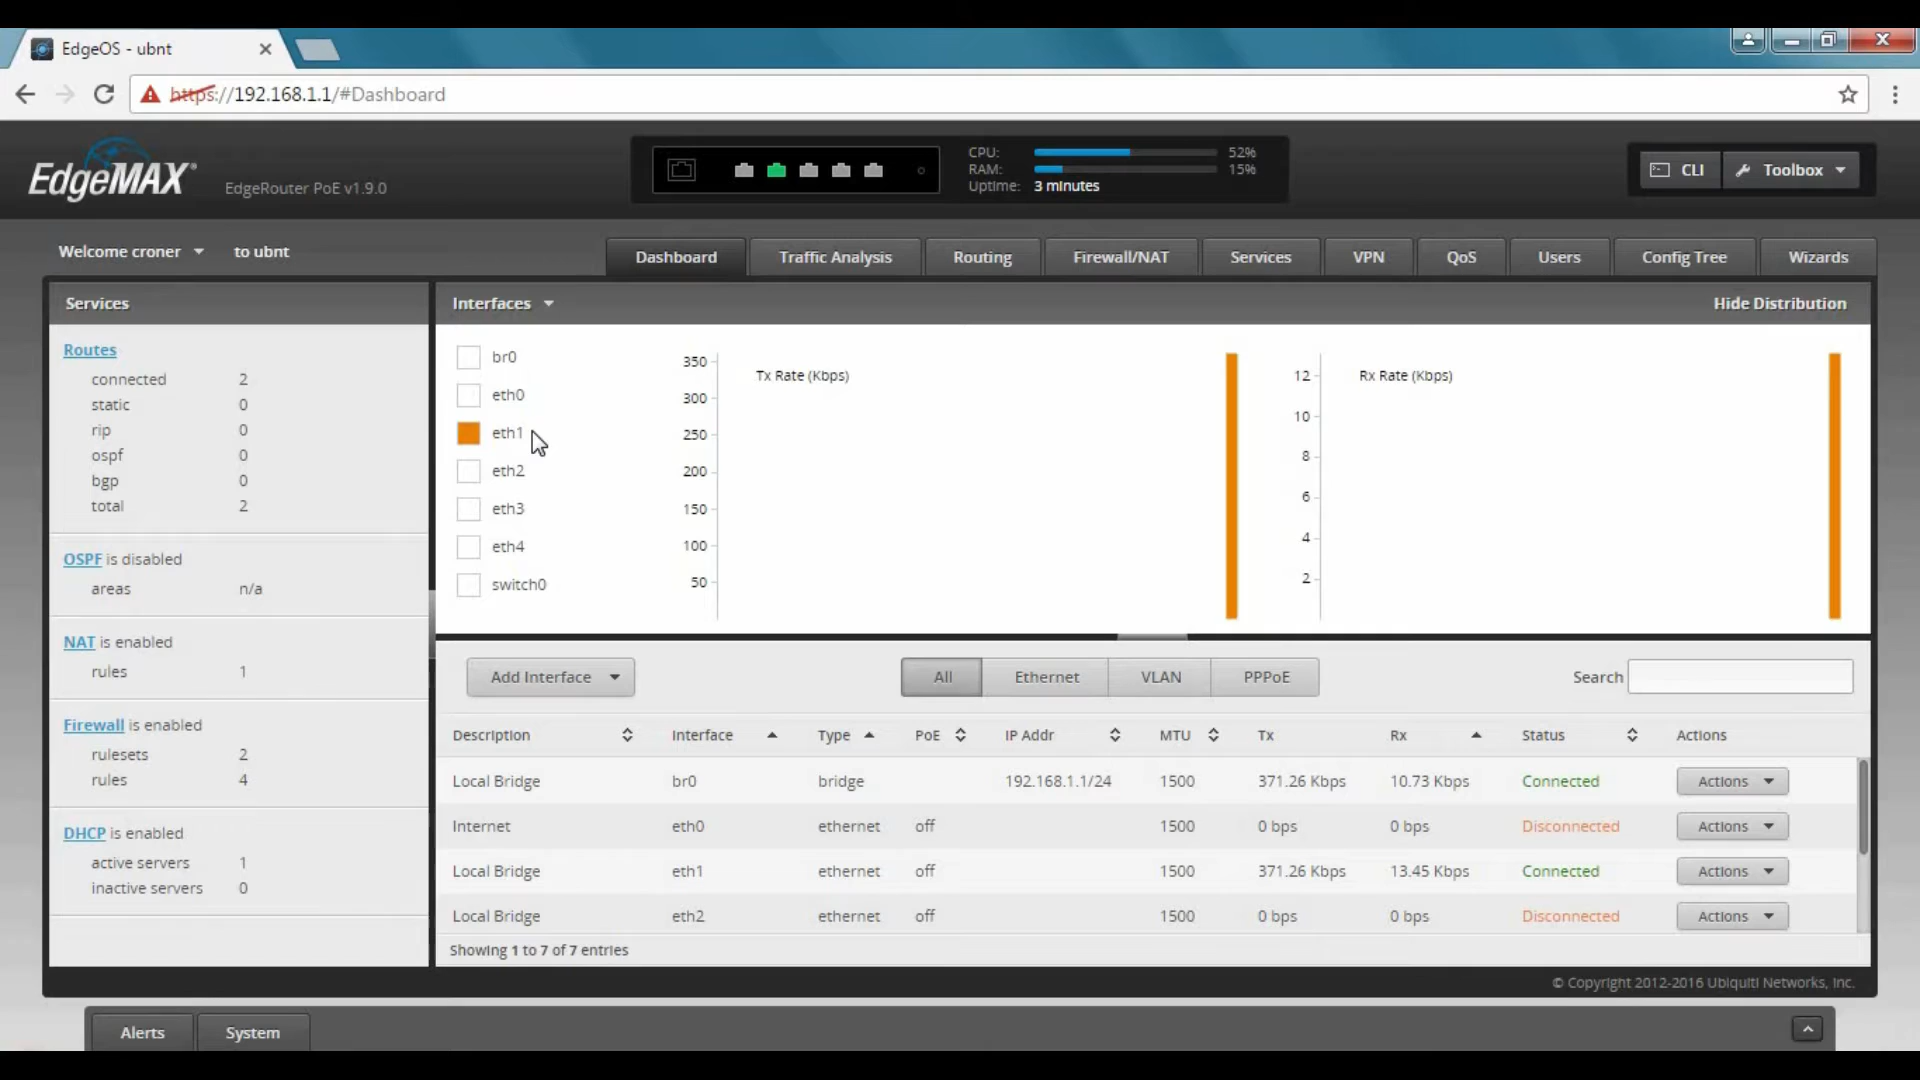 EdgeOS - ubnt
https://192.168.1.1/#Dashboard
EdgeMAX®
EdgeRouter PoE v1.9.0
CPU: 52%
RAM: 15%
Uptime: 3 minutes
CLI
Toolbox
Welcome croner to ubnt
Dashboard Traffic Analysis Routing Firewall/NAT Services VPN QoS Users Config Tree Wizards
Services
Routes
connected 2
static 0
rip 0
ospf 0
bgp 0
total 2
OSPF is disabled
areas n/a
NAT is enabled
rules 1
Firewall is enabled
rulesets 2
rules 4
DHCP is enabled
active servers 1
inactive servers 0
Interfaces
Hide Distribution
br0
eth0
eth1
eth2
eth3
eth4
switch0
Tx Rate (Kbps)
350
300
250
200
150
100
50
Rx Rate (Kbps)
12
10
8
6
4
2
Add Interface
All Ethernet VLAN PPPoE
Search
Description Interface Type PoE IP Addr MTU Tx Rx Status Actions
Local Bridge br0 bridge 192.168.1.1/24 1500 371.26 Kbps 10.73 Kbps Connected Actions
Internet eth0 ethernet off 1500 0 bps 0 bps Disconnected Actions
Local Bridge eth1 ethernet off 1500 371.26 Kbps 13.45 Kbps Connected Actions
Local Bridge eth2 ethernet off 1500 0 bps 0 bps Disconnected Actions
Showing 1 to 7 of 7 entries
© Copyright 2012-2016 Ubiquiti Networks, Inc.
Alerts System